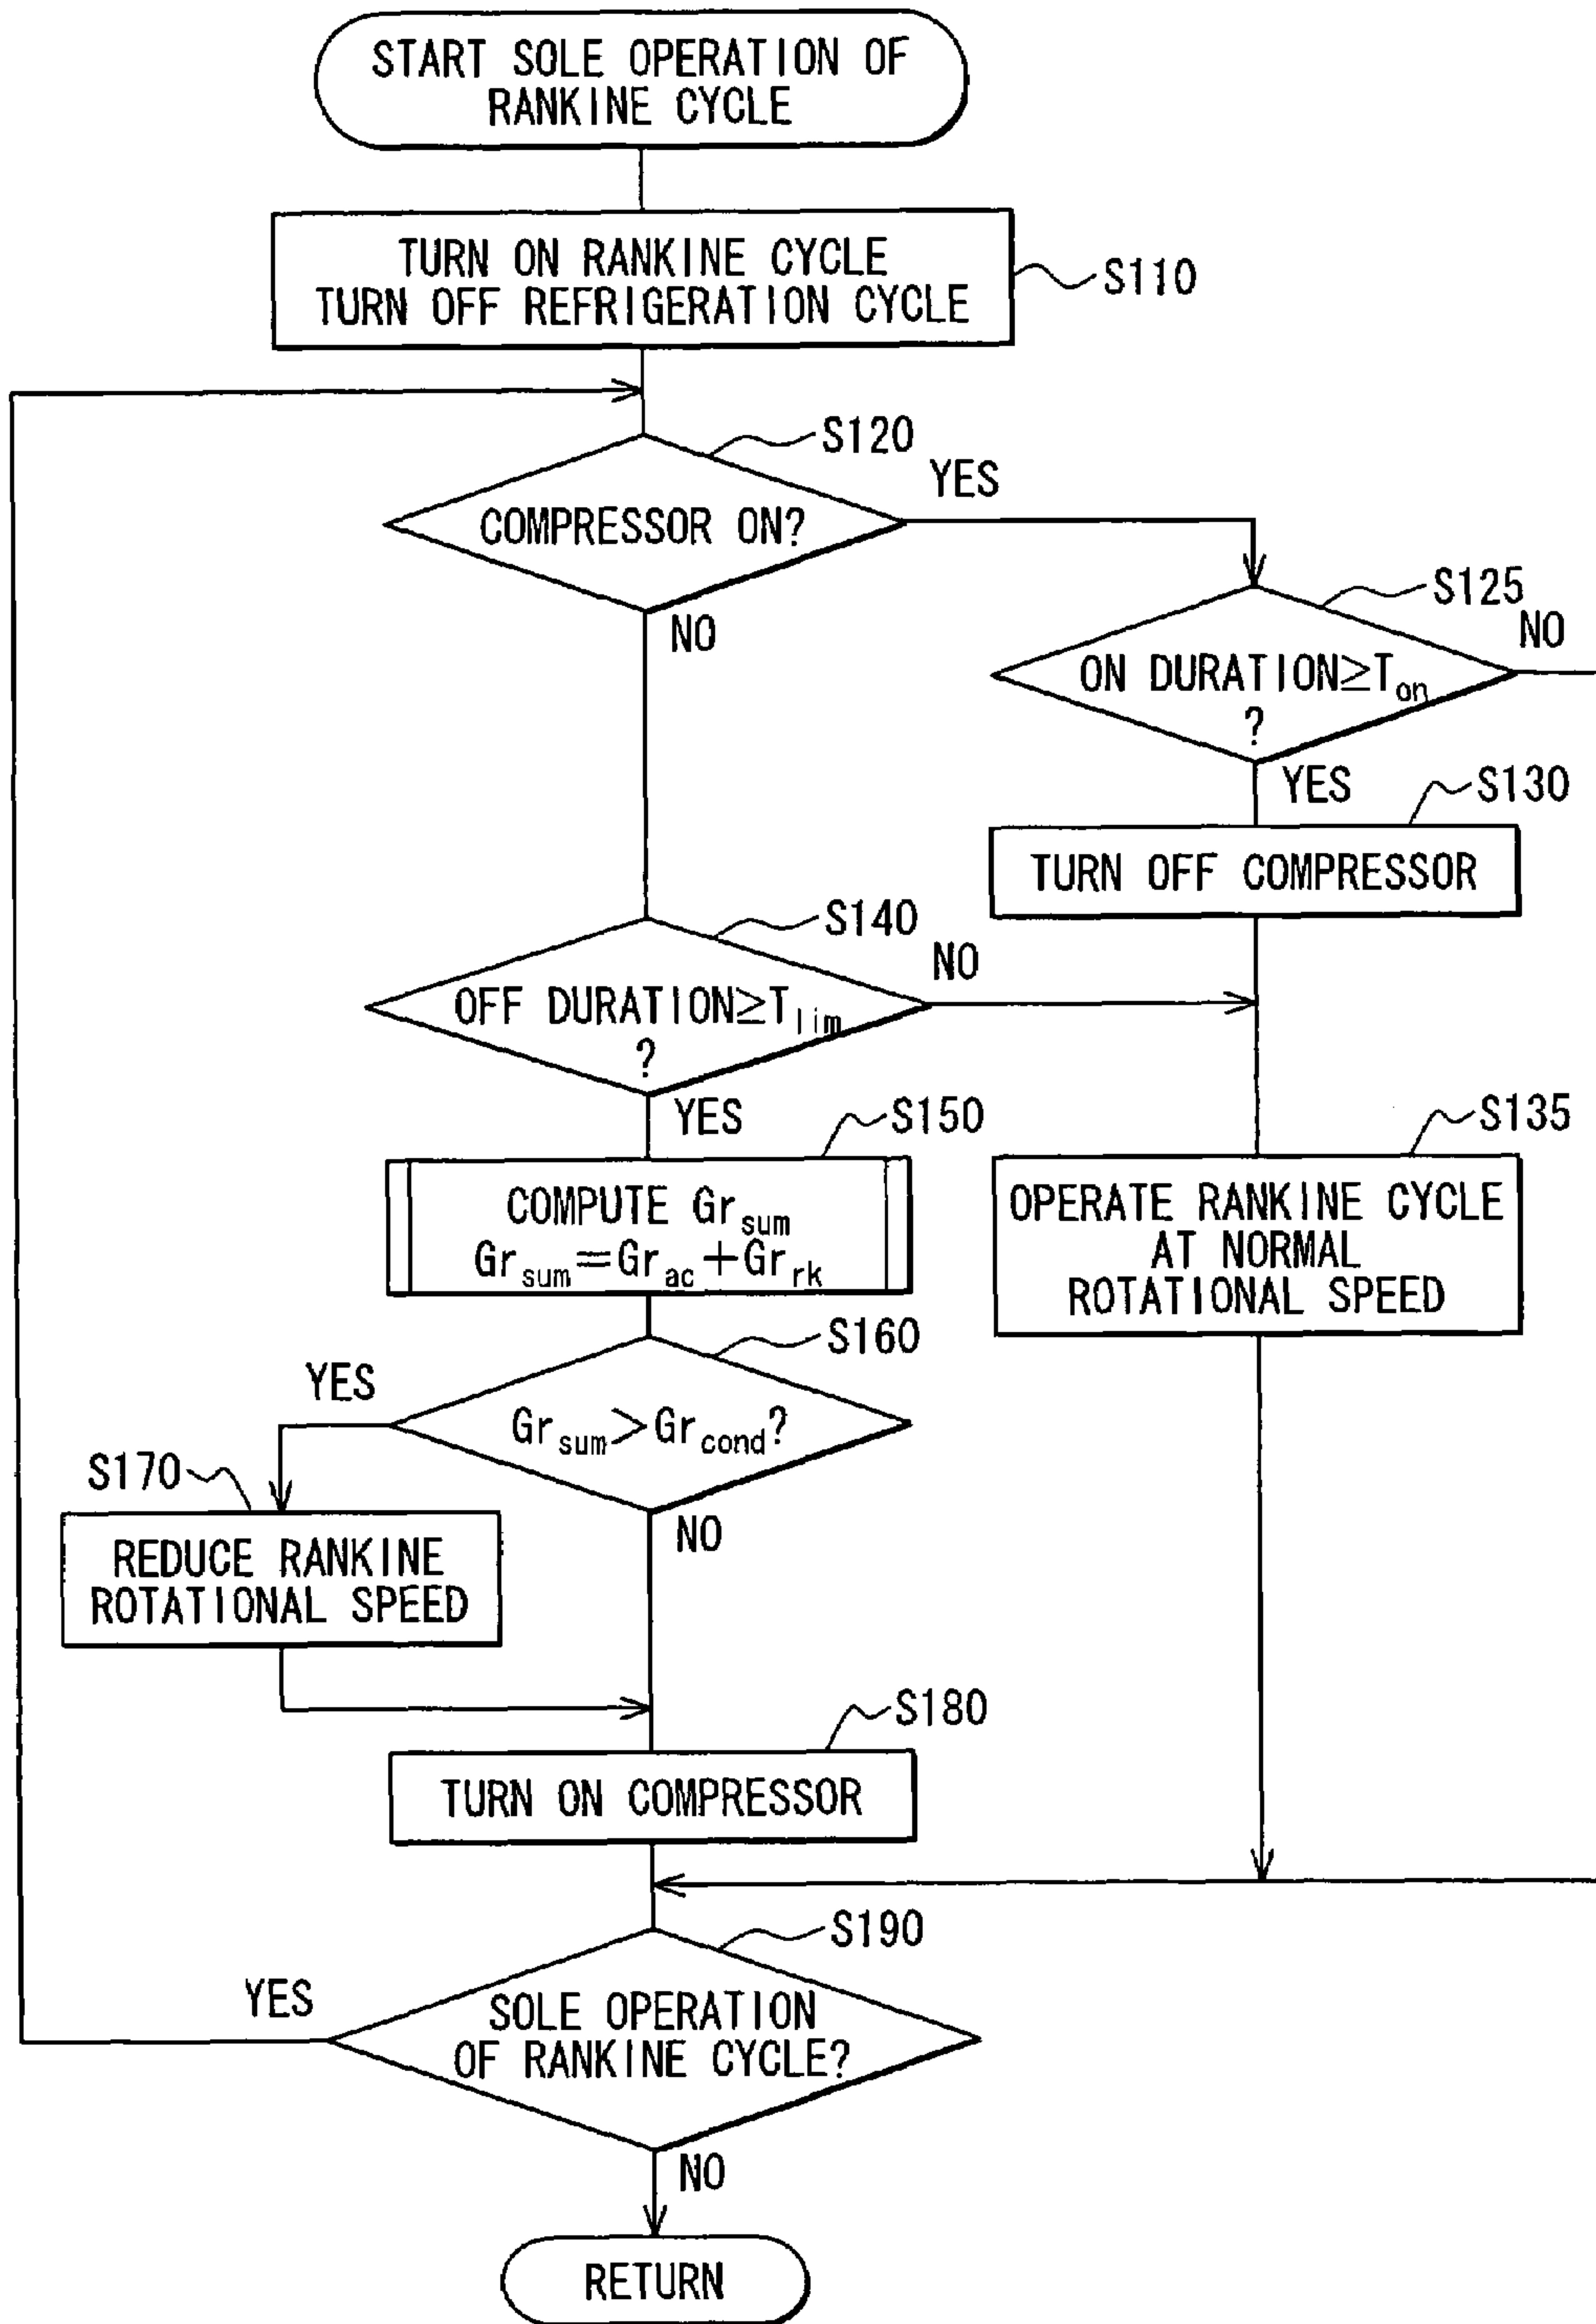 START SOLE OPERATION OF
RANKINE CYCLE
TURN ON RANKINE CYCLE
TURN OFF REFRIGERATION CYCLE
S110
S120
COMPRESSOR ON?
YES
NO
S125
ON DURATION≥Ton
?
NO
YES
S130
TURN OFF COMPRESSOR
S140
OFF DURATION≥Tlim
?
NO
YES
S150
COMPUTE Grsum
Grsum=Grac+Grrk
S135
OPERATE RANKINE CYCLE
AT NORMAL
ROTATIONAL SPEED
S160
Grsum>Grcond?
YES
NO
S170
REDUCE RANKINE
ROTATIONAL SPEED
S180
TURN ON COMPRESSOR
S190
SOLE OPERATION
OF RANKINE CYCLE?
YES
NO
RETURN